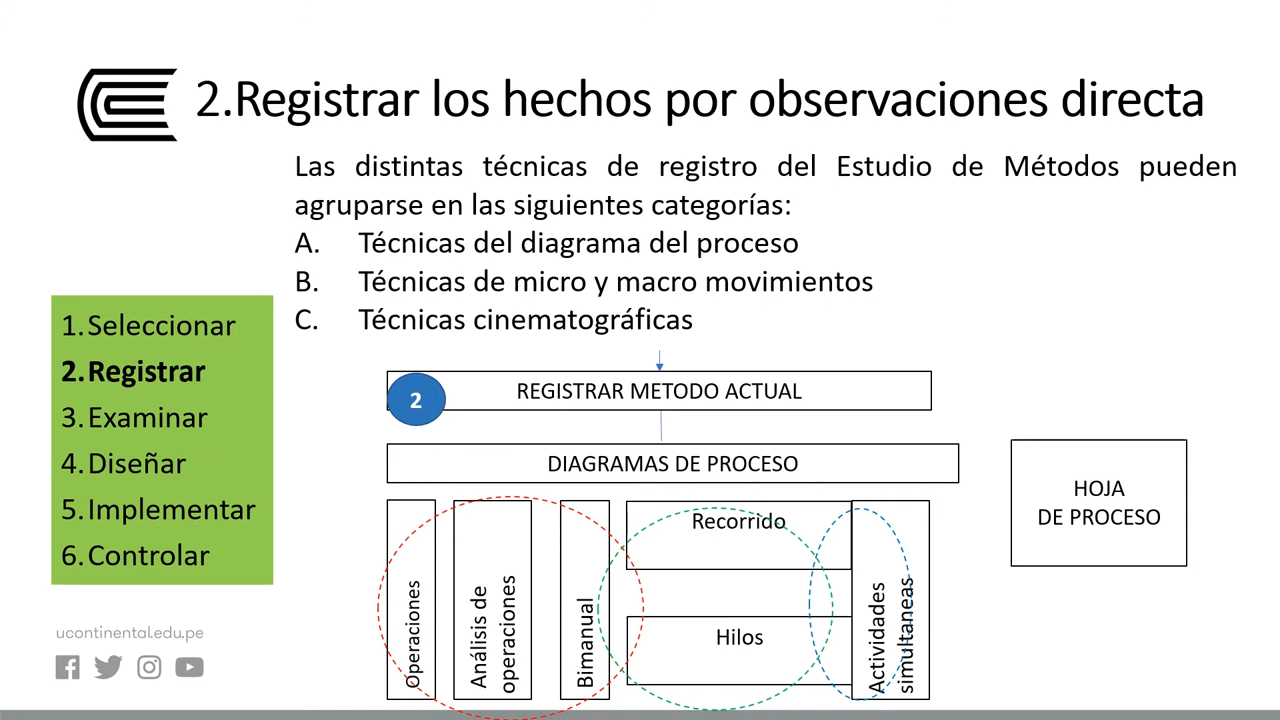 2.Registrar los hechos por observaciones directa
Las distintas técnicas de registro del Estudio de Métodos pueden
agruparse en las siguientes categorías:
A. Técnicas del diagrama del proceso
B. Técnicas de micro y macro movimientos
C. Técnicas cinematográficas
1.Seleccionar
2.Registrar
3.Examinar
4.Diseñar
5.Implementar
6.Controlar
2
REGISTRAR METODO ACTUAL
DIAGRAMAS DE PROCESO
HOJA
DE PROCESO
Operaciones
Análisis de
operaciones
Bimanual
Recorrido
Hilos
Actividades
simultaneas
ucontinental.edu.pe